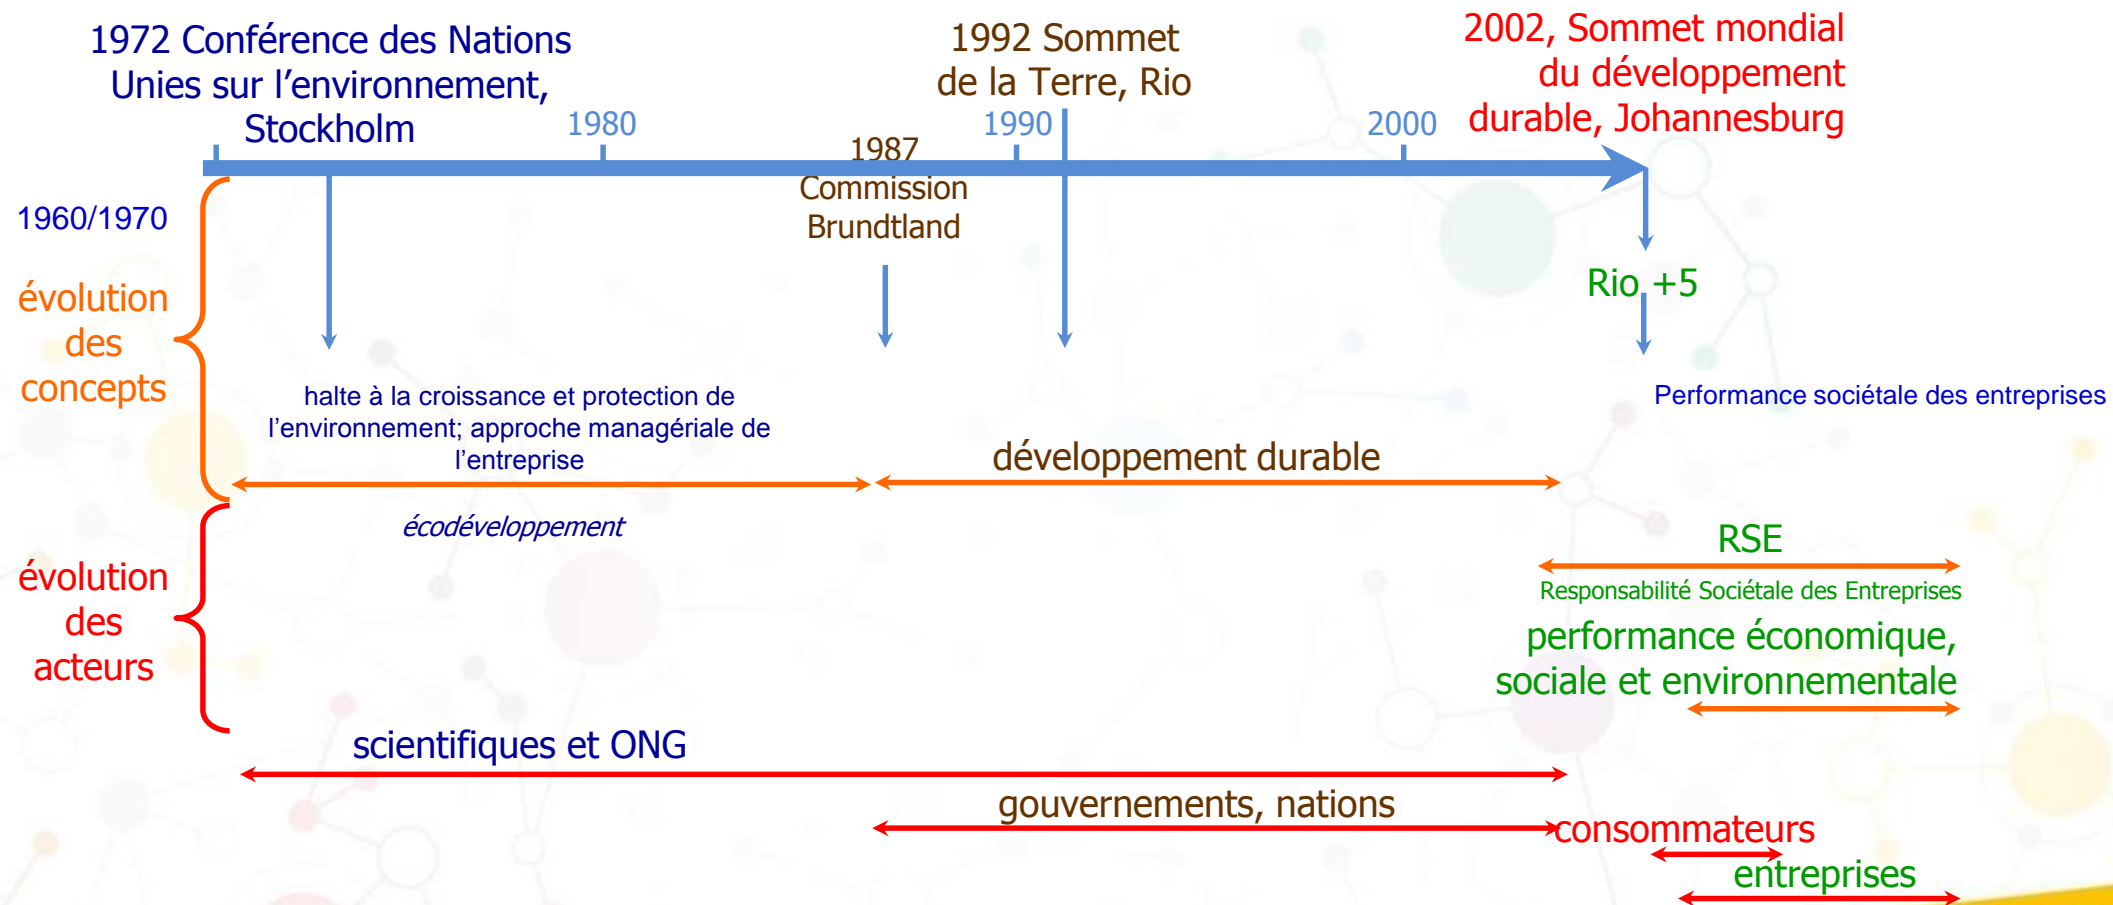 1972 Conférence des Nations
Unies sur l’environnement,
Stockholm
1992 Sommet
de la Terre, Rio
2002, Sommet mondial
du développement
durable, Johannesburg
1980
1990
2000
1987
Commission
Brundtland
1960/1970
Rio +5
évolution
des
concepts
halte à la croissance et protection de
l’environnement; approche managériale de
l’entreprise
Performance sociétale des entreprises
développement durable
écodéveloppement
RSE
Responsabilité Sociétale des Entreprises
performance économique,
sociale et environnementale
évolution
des
acteurs
scientifiques et ONG
gouvernements, nations
consommateurs
entreprises